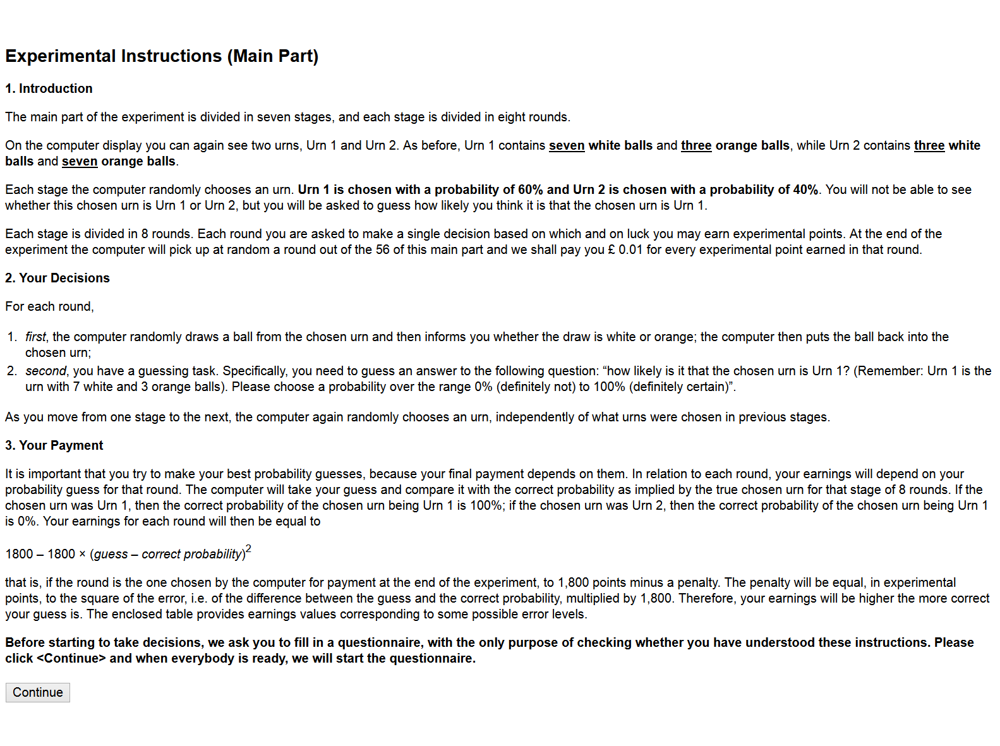 Experimental Instructions (Main Part)
1. Introduction
The main part of the experiment is divided in seven stages, and each stage is divided in eight rounds.
On the computer display you can again see two urns, Urn 1 and Urn 2. As before, Urn 1 contains seven white balls and three orange balls, while Urn 2 contains three white
balls and seven orange balls.
Each stage the computer randomly chooses an urn. Urn 1 is chosen with a probability of 60% and Urn 2 is chosen with a probability of 40%. You will not be able to see
whether this chosen urn is Urn 1 or Urn 2, but you will be asked to guess how likely you think it is that the chosen urn is Urn 1.
Each stage is divided in 8 rounds. Each round you are asked to make a single decision based on which and on luck you may earn experimental points. At the end of the
experiment the computer will pick up at random a round out of the 56 of this main part and we shall pay you £ 0.01 for every experimental point earned in that round.
2. Your Decisions
For each round,
1. first, the computer randomly draws a ball from the chosen urn and then informs you whether the draw is white or orange; the computer then puts the ball back into the
chosen urn;
2. second, you have a guessing task. Specifically, you need to guess an answer to the following question: “how likely is it that the chosen urn is Urn 1? (Remember: Urn 1 is the
urn with 7 white and 3 orange balls). Please choose a probability over the range 0% (definitely not) to 100% (definitely certain)”.
As you move from one stage to the next, the computer again randomly chooses an urn, independently of what urns were chosen in previous stages.
3. Your Payment
It is important that you try to make your best probability guesses, because your final payment depends on them. In relation to each round, your earnings will depend on your
probability guess for that round. The computer will take your guess and compare it with the correct probability as implied by the true chosen urn for that stage of 8 rounds. If the
chosen urn was Urn 1, then the correct probability of the chosen urn being Urn 1 is 100%; if the chosen urn was Urn 2, then the correct probability of the chosen urn being Urn 1
is 0%. Your earnings for each round will then be equal to
1800 – 1800 × (guess – correct probability)²
that is, if the round is the one chosen by the computer for payment at the end of the experiment, to 1,800 points minus a penalty. The penalty will be equal, in experimental
points, to the square of the error, i.e. of the difference between the guess and the correct probability, multiplied by 1,800. Therefore, your earnings will be higher the more correct
your guess is. The enclosed table provides earnings values corresponding to some possible error levels.
Before starting to take decisions, we ask you to fill in a questionnaire, with the only purpose of checking whether you have understood these instructions. Please
click <Continue> and when everybody is ready, we will start the questionnaire.
Continue